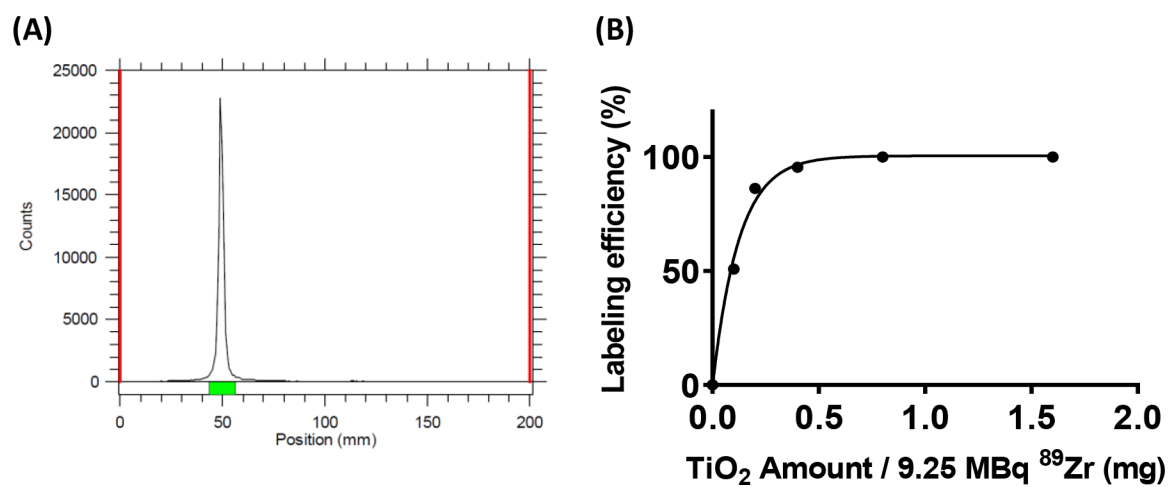 (A)
25000
20000
15000
10000
5000
0
Counts
0 50 100 150 200
Position (mm)
(B)
Labeling efficiency (%)
100
50
0
0.0 0.5 1.0 1.5 2.0
TiO₂ Amount / 9.25 MBq ⁸⁹Zr (mg)